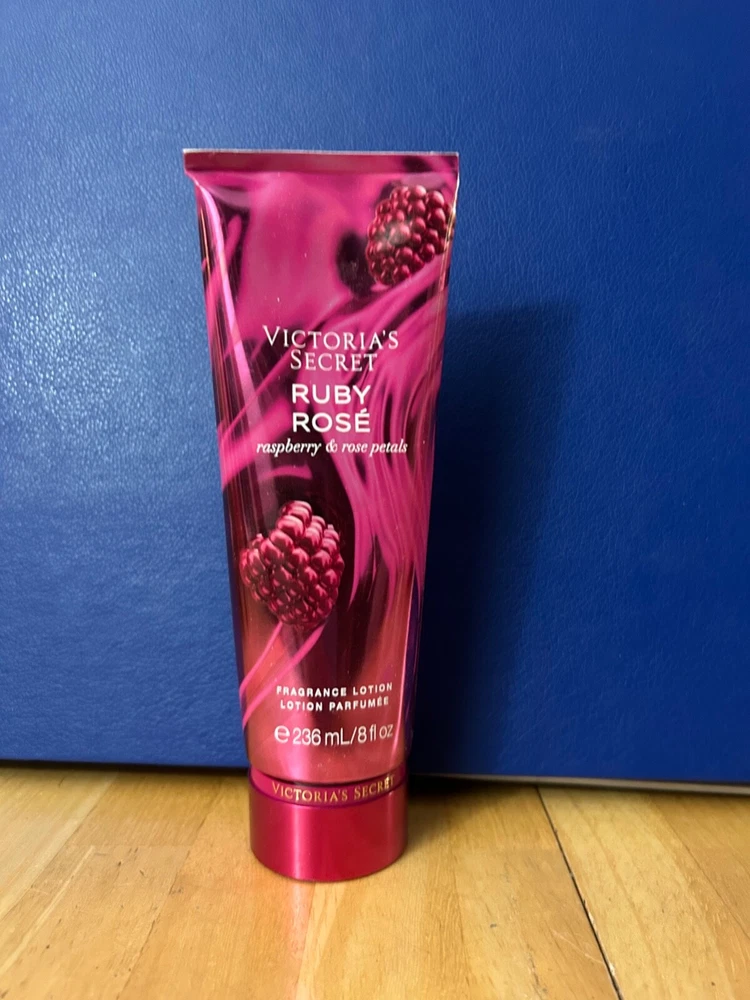 VICTORIA'S
SECRET
RUBY
ROSÉ
raspberry & rose petals
FRAGRANCE LOTION
LOTION PARFUMÉE
℮ 236 mL/8 fl oz
VICTORIA'S SECRET